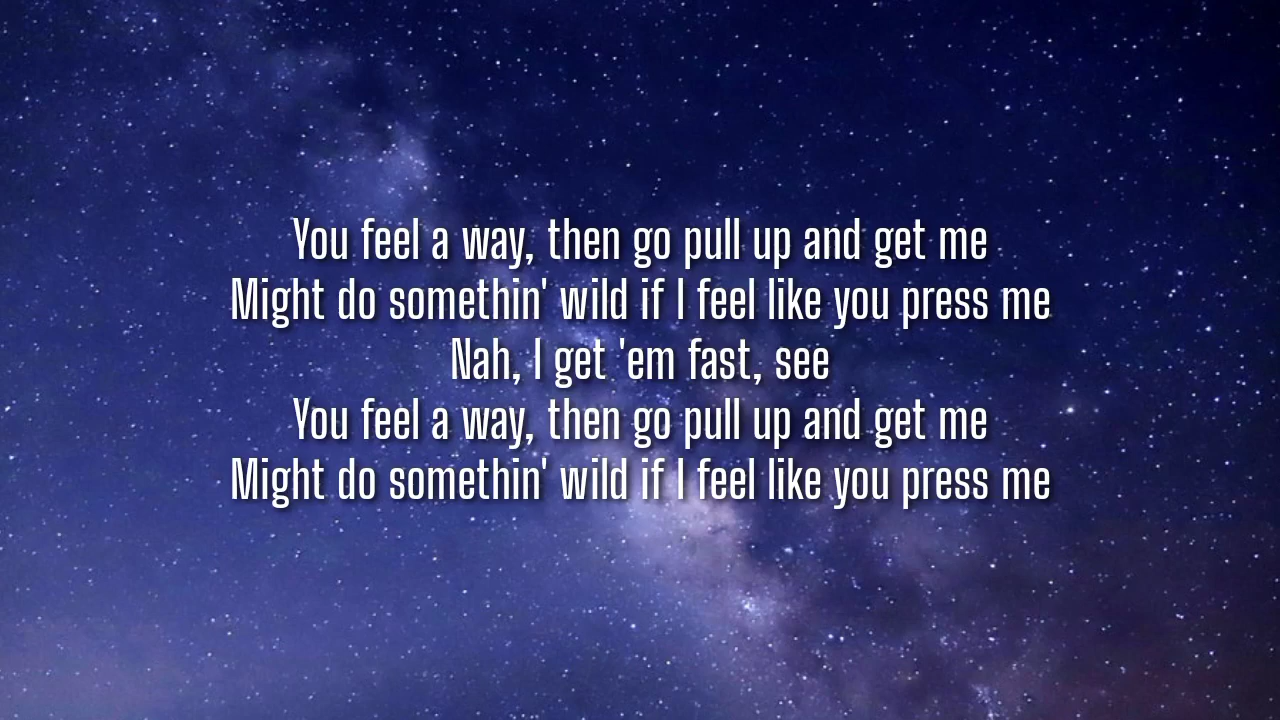 You feel a way, then go pull up and get me
Might do somethin' wild if I feel like you press me
Nah, I get 'em fast, see
You feel a way, then go pull up and get me
Might do somethin' wild if I feel like you press me